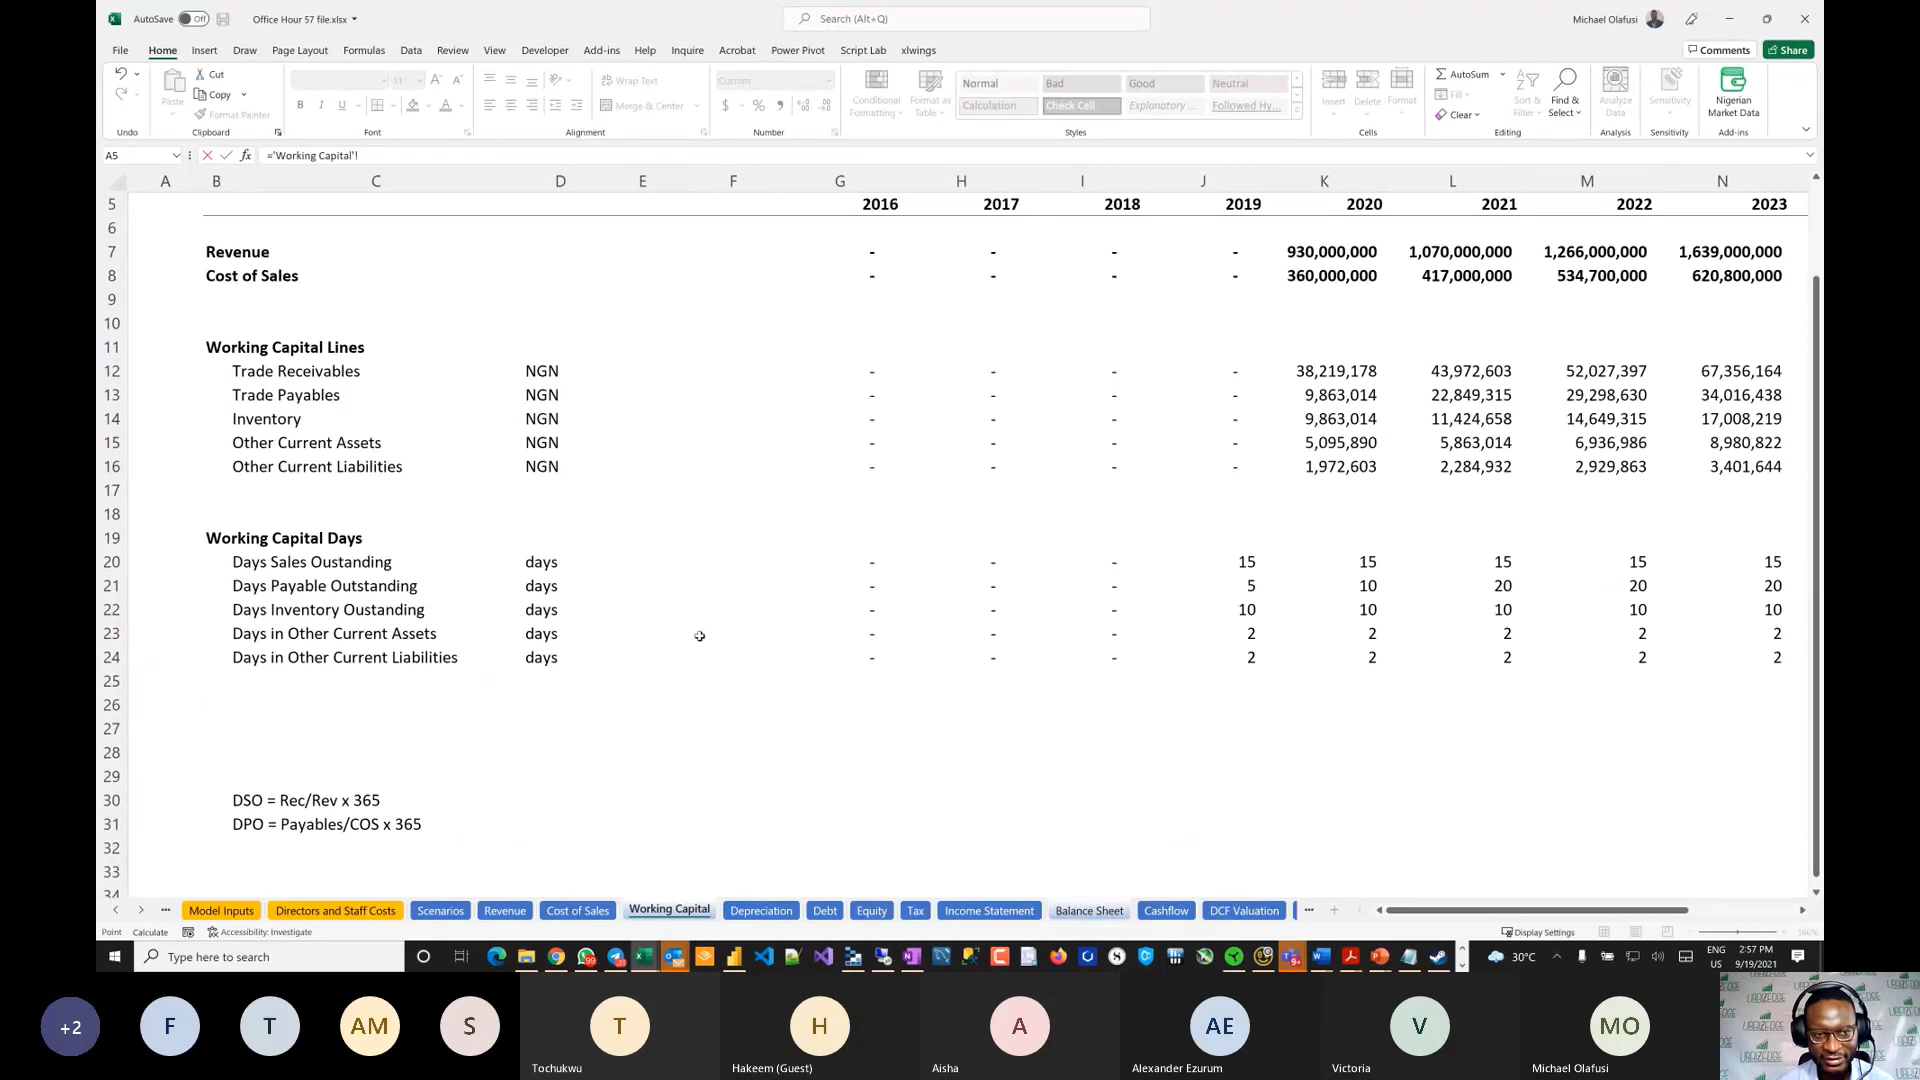 AutoSave Off Office Hour 57 file.xlsx Search (Alt+Q) Michael Olafusi
File Home Insert Draw Page Layout Formulas Data Review View Developer Add-ins Help Inquire Acrobat Power Pivot Script Lab xlwings Comments Share
Cut
Copy
Format Painter
Paste
11
Wrap Text
Merge & Center
Custom
Conditional Formatting
Format as Table
Normal Bad Good Neutral
Calculation Check Cell Explanatory ... Followed Hy...
Insert Delete Format
AutoSum
Fill
Clear
Sort & Filter
Find & Select
Analyze Data
Sensitivity
Nigerian Market Data
Undo Clipboard Font Alignment Number Styles Cells Editing Analysis Sensitivity Add-ins
A5 fx ='Working Capital'!
A B C D E F G H I J K L M N
5 2016 2017 2018 2019 2020 2021 2022 2023
6
7 Revenue - - - - 930,000,000 1,070,000,000 1,266,000,000 1,639,000,000
8 Cost of Sales - - - - 360,000,000 417,000,000 534,700,000 620,800,000
9
10
11 Working Capital Lines
12 Trade Receivables NGN - - - - 38,219,178 43,972,603 52,027,397 67,356,164
13 Trade Payables NGN - - - - 9,863,014 22,849,315 29,298,630 34,016,438
14 Inventory NGN - - - - 9,863,014 11,424,658 14,649,315 17,008,219
15 Other Current Assets NGN - - - - 5,095,890 5,863,014 6,936,986 8,980,822
16 Other Current Liabilities NGN - - - - 1,972,603 2,284,932 2,929,863 3,401,644
17
18
19 Working Capital Days
20 Days Sales Oustanding days - - - 15 15 15 15 15
21 Days Payable Outstanding days - - - 5 10 20 20 20
22 Days Inventory Oustanding days - - - 10 10 10 10 10
23 Days in Other Current Assets days - - - 2 2 2 2 2
24 Days in Other Current Liabilities days - - - 2 2 2 2 2
25
26
27
28
29
30 DSO = Rec/Rev x 365
31 DPO = Payables/COS x 365
32
33
34
Model Inputs Directors and Staff Costs Scenarios Revenue Cost of Sales Working Capital Depreciation Debt Equity Tax Income Statement Balance Sheet Cashflow DCF Valuation
Point Calculate Accessibility: Investigate Display Settings 166%
Type here to search 30°C ENG US 2:57 PM 9/19/2021
+2 F T AM S T H A AE V MO
Tochukwu Hakeem (Guest) Aisha Alexander Ezurum Victoria Michael Olafusi
URBIZEDGE